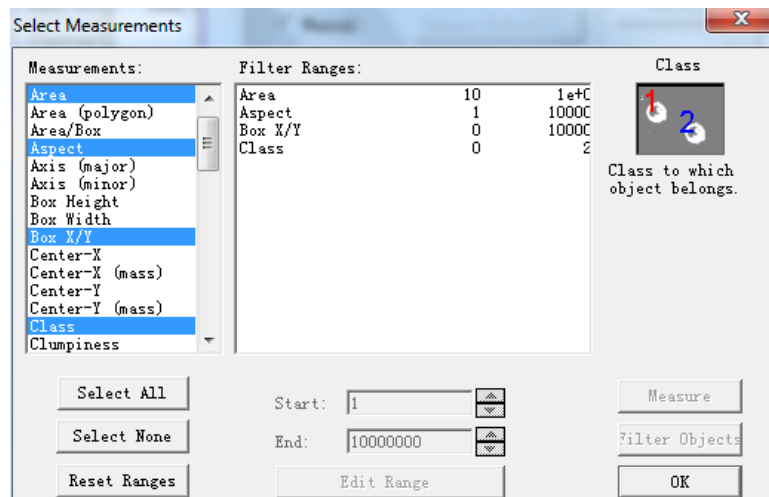 Select Measurements
Measurements:
Area
Area (polygon)
Area/Box
Aspect
Axis (major)
Axis (minor)
Box Height
Box Width
Box X/Y
Center-X
Center-X (mass)
Center-Y
Center-Y (mass)
Class
Clumpiness
Select All
Select None
Reset Ranges
Filter Ranges:
Area 10 1e+0
Aspect 1 10000
Box X/Y 0 10000
Class 0 2
Start: 1
End: 10000000
Edit Range
Class
1
2
Class to which
object belongs.
Measure
Filter Objects
OK